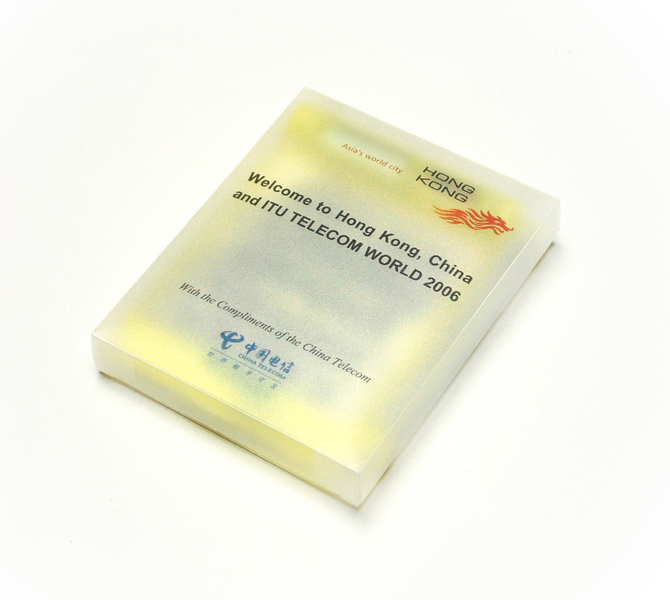 Asia's world city
HONG
KONG
Welcome to Hong Kong, China
and ITU TELECOM WORLD 2006
With the Compliments of the China Telecom
中国电信
CHINA TELECOM